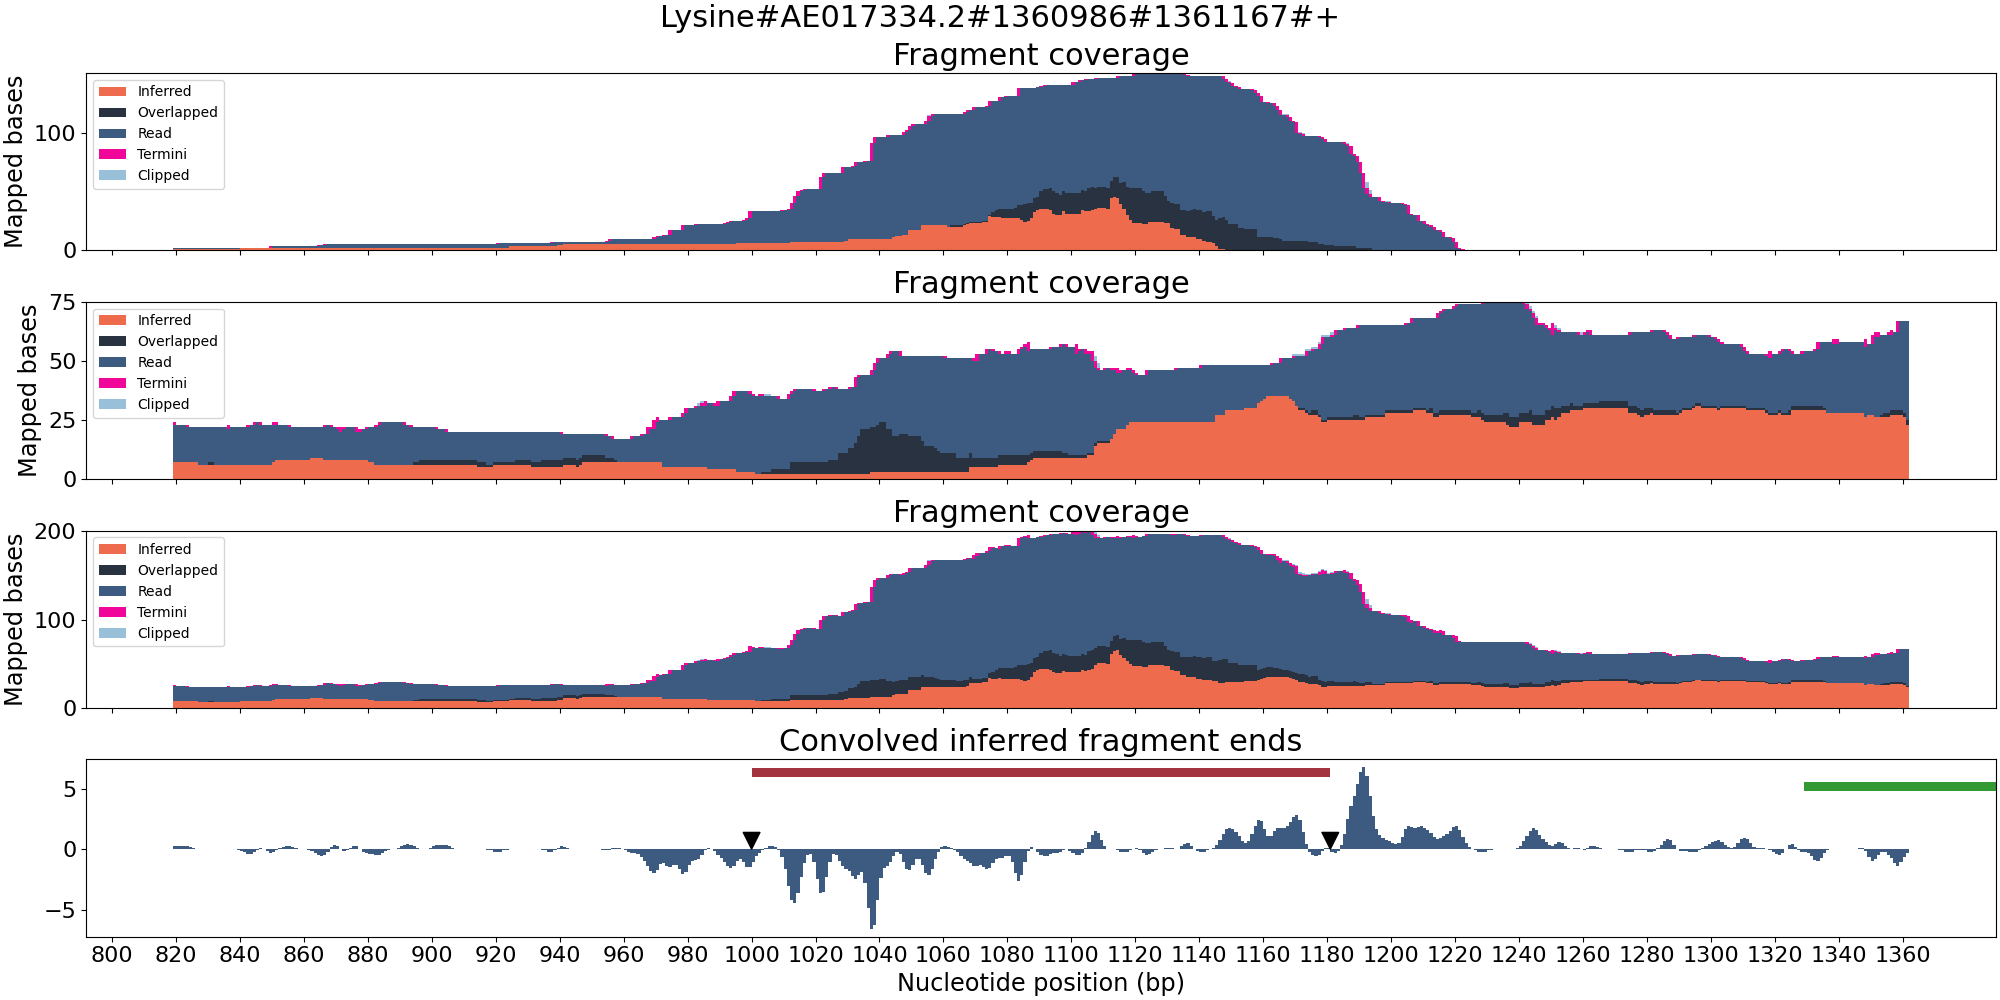 Lysine#AE017334.2#1360986#1361167#+
Fragment coverage
Mapped bases
100
0
Inferred
Overlapped
Read
Termini
Clipped
Fragment coverage
Mapped bases
75
50
25
0
Inferred
Overlapped
Read
Termini
Clipped
Fragment coverage
Mapped bases
200
100
0
Inferred
Overlapped
Read
Termini
Clipped
Convolved inferred fragment ends
5
0
−5
800 820 840 860 880 900 920 940 960 980 1000 1020 1040 1060 1080 1100 1120 1140 1160 1180 1200 1220 1240 1260 1280 1300 1320 1340 1360
Nucleotide position (bp)